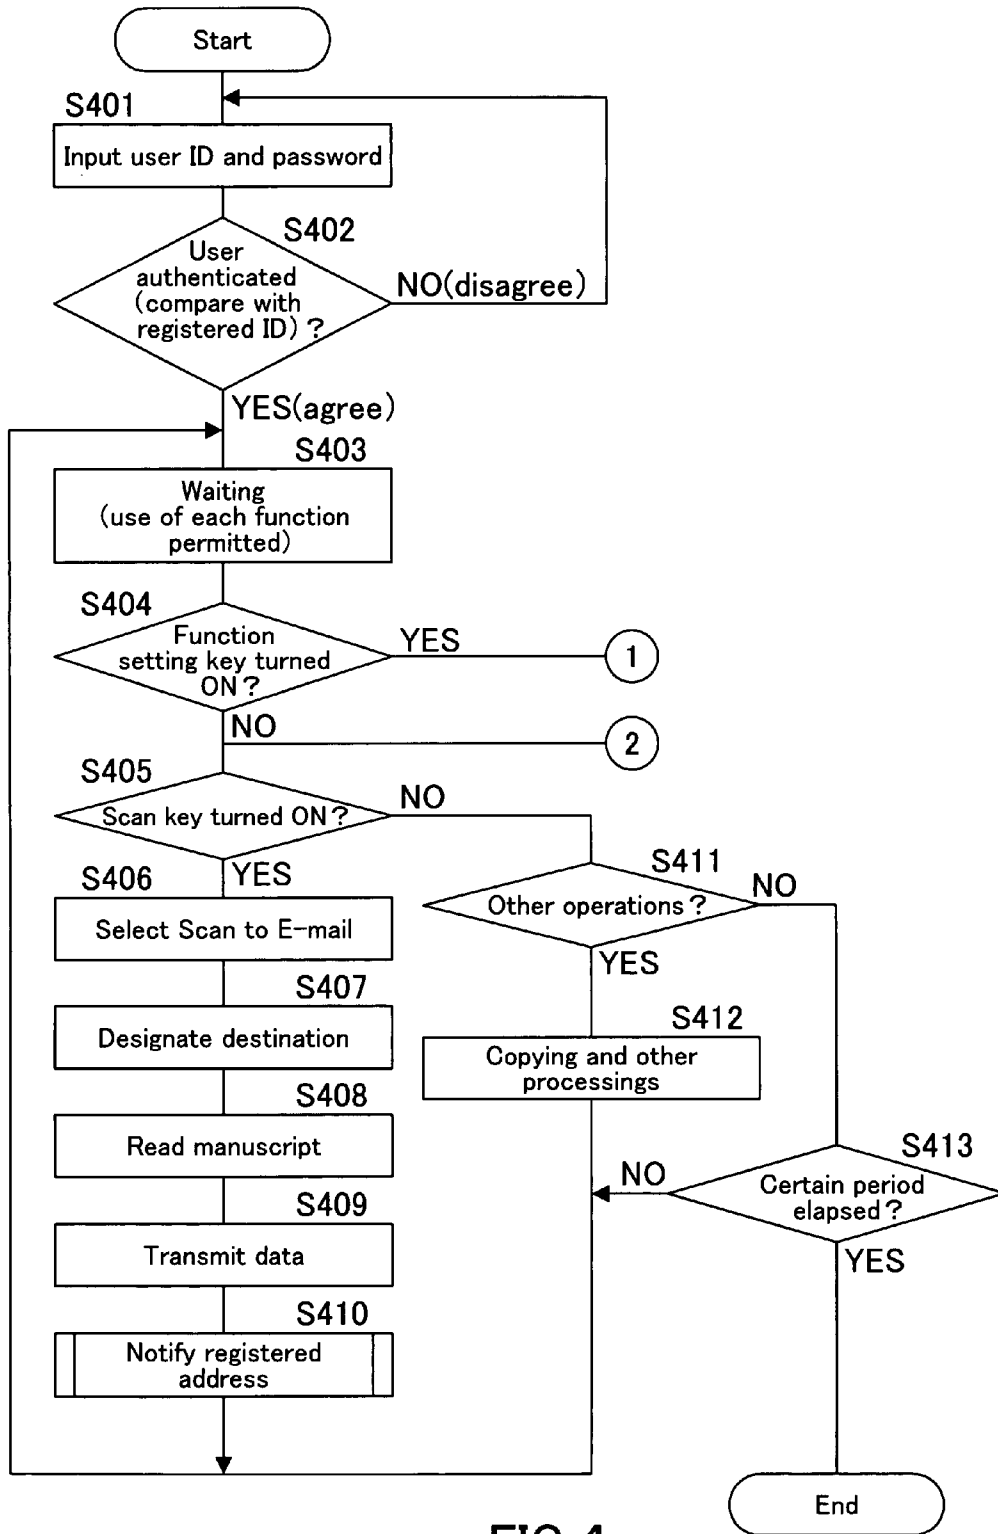 Start
S401
Input user ID and password
S402
User
authenticated
(compare with
registered ID)?
NO(disagree)
YES(agree)
S403
Waiting
(use of each function
permitted)
S404
Function
setting key turned
ON?
YES
1
NO
2
S405
Scan key turned ON?
NO
YES
S406
Select Scan to E-mail
S407
Designate destination
S408
Read manuscript
S409
Transmit data
S410
Notify registered
address
S411
Other operations?
NO
YES
S412
Copying and other
processings
S413
Certain period
elapsed?
NO
YES
End